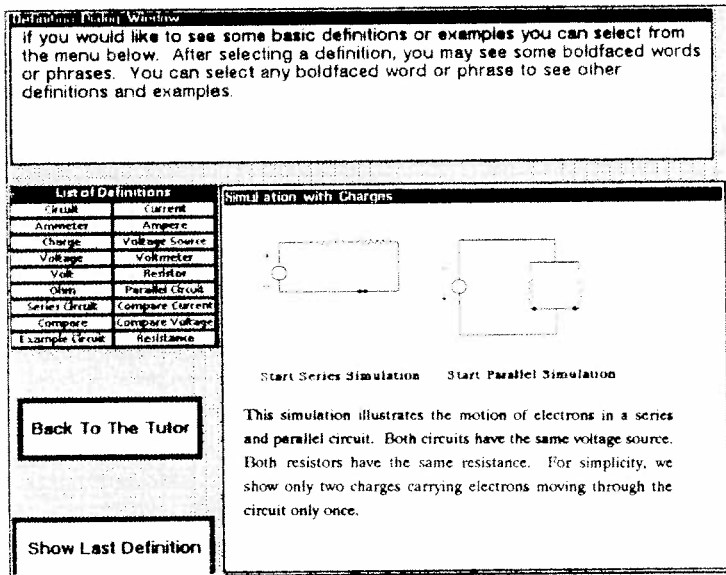 Definition Dialog Window
if you would like to see some basic definitions or examples you can select from
the menu below. After selecting a definition, you may see some boldfaced words
or phrases. You can select any boldfaced word or phrase to see other
definitions and examples.
List of Definitions
Circuit Current
Ammeter Ampere
Charge Voltage Source
Voltage Voltmeter
Volt Resistor
Ohm Parallel Circuit
Series Circuit Compare Current
Compare Compare Voltage
Example Circuit Resistance
Back To The Tutor
Show Last Definition
Simulation with Charges
Start Series Simulation Start Parallel Simulation
This simulation illustrates the motion of electrons in a series
and parallel circuit. Both circuits have the same voltage source.
Both resistors have the same resistance. For simplicity, we
show only two charges carrying electrons moving through the
circuit only once.